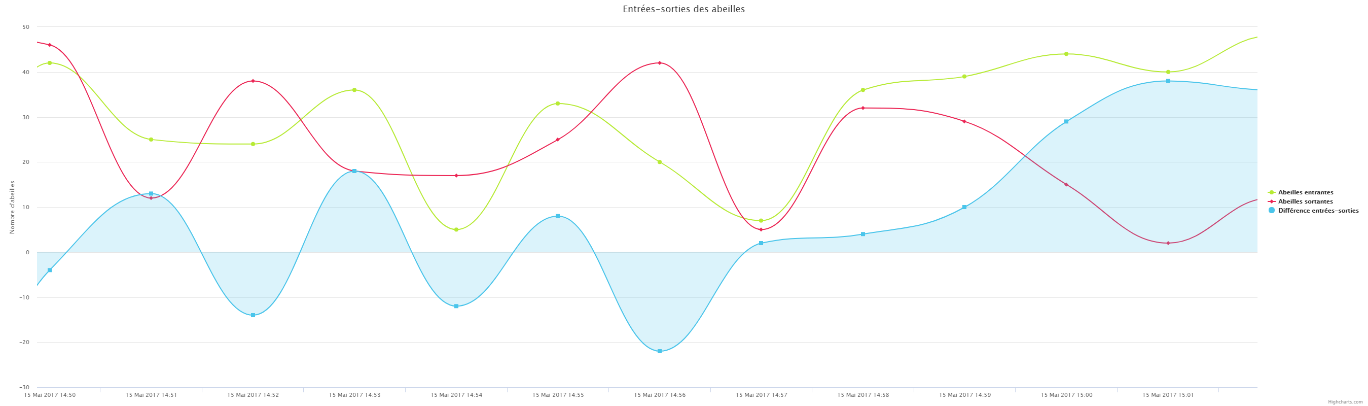 Entrées-sorties des abeilles
50
40
30
20
10
0
-10
-20
-30
Nombre d'abeilles
15 Mai 2017 14:50
15 Mai 2017 14:51
15 Mai 2017 14:52
15 Mai 2017 14:53
15 Mai 2017 14:54
15 Mai 2017 14:55
15 Mai 2017 14:56
15 Mai 2017 14:57
15 Mai 2017 14:58
15 Mai 2017 14:59
15 Mai 2017 15:00
15 Mai 2017 15:01
Abeilles entrantes
Abeilles sortantes
Différence entrées-sorties
Highcharts.com